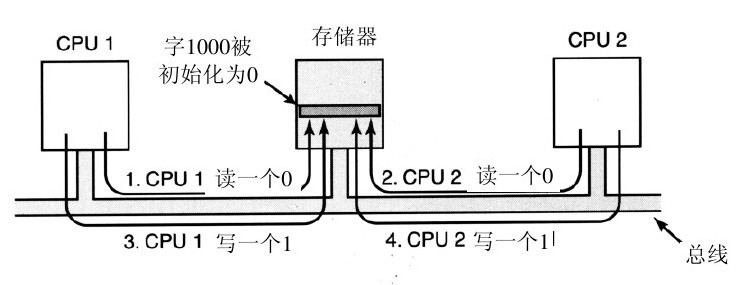 CPU 1
存储器
CPU 2
字1000被
初始化为0
1. CPU 1 读一个0
2. CPU 2 读一个0
3. CPU 1 写一个1
4. CPU 2 写一个1
总线